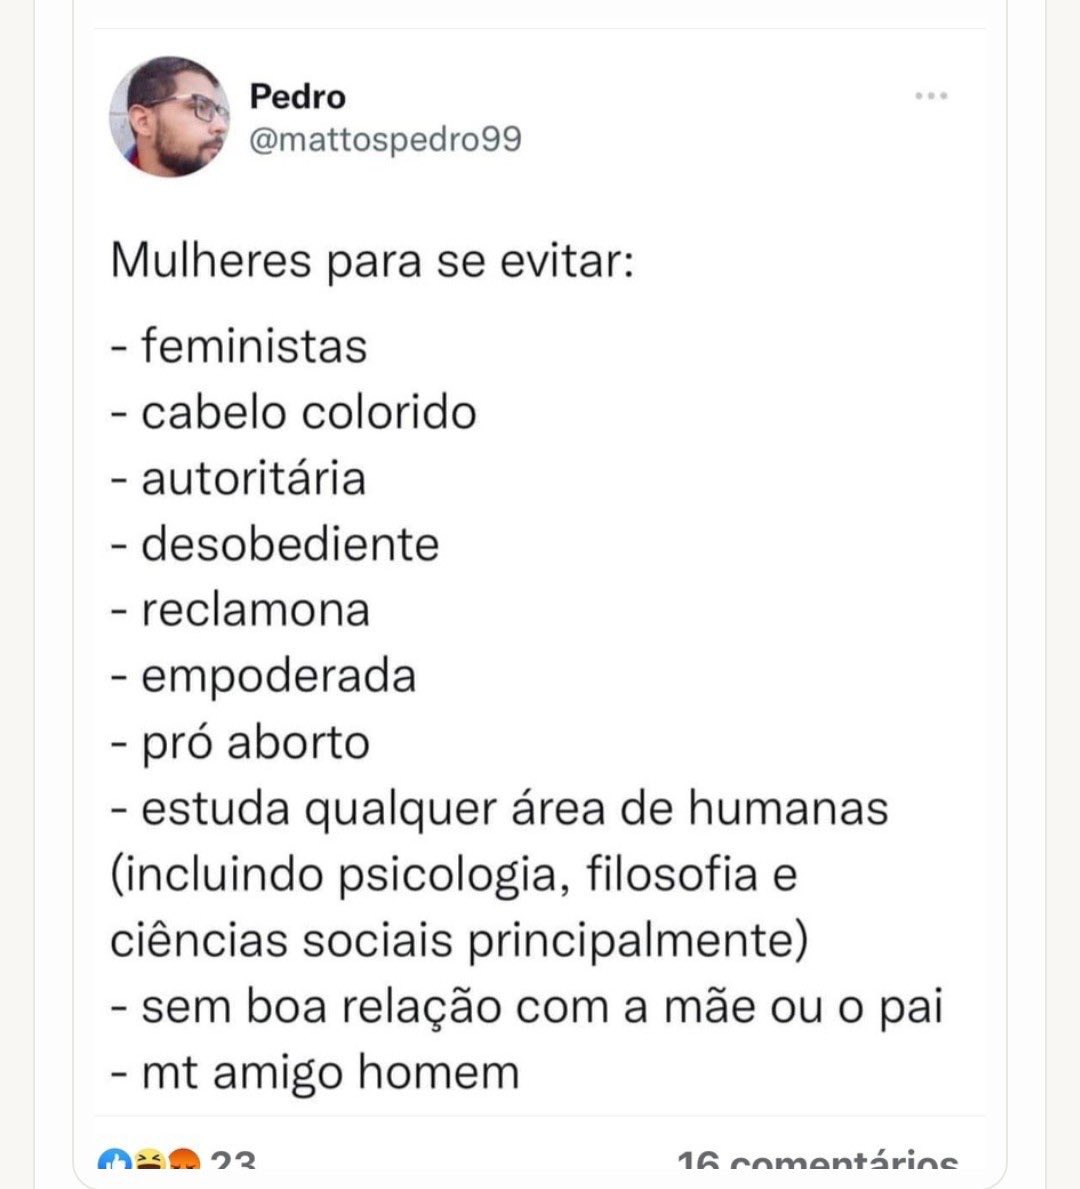 Pedro
@mattospedro99
Mulheres para se evitar:
- feministas
- cabelo colorido
- autoritária
- desobediente
- reclamona
- empoderada
- pró aborto
- estuda qualquer área de humanas
(incluindo psicologia, filosofia e
ciências sociais principalmente)
- sem boa relação com a mãe ou o pai
- mt amigo homem
23 16 comentários